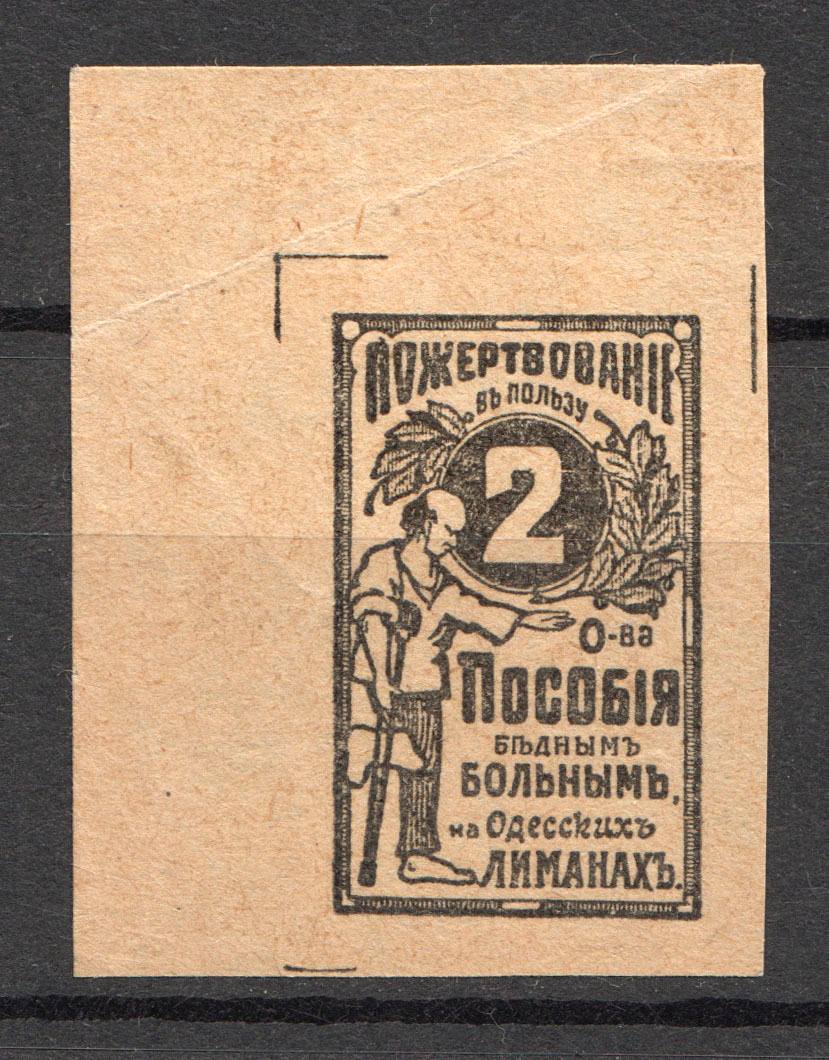 ПОЖЕРТВОВАНІЕ
ВЪ ПОЛЬЗУ
2
О-ва
ПОСОБІЯ
БѢДНЫМЪ
БОЛЬНЫМЪ,
на Одесскихъ
ЛИМАНАХЪ.